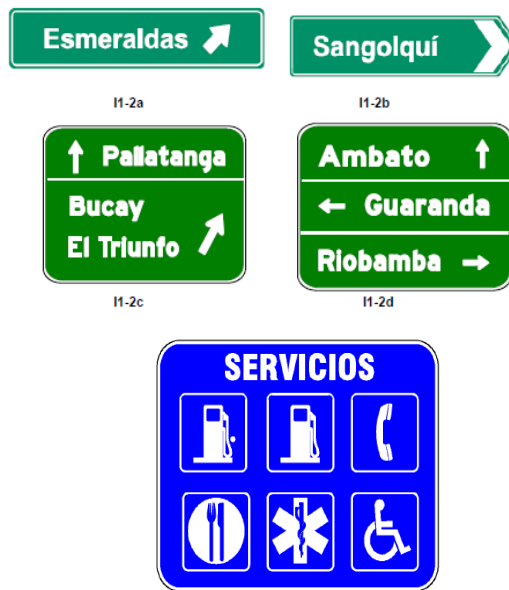 Esmeraldas
Sangolquí
I1-2a
I1-2b
Pallatanga
Bucay
El Triunfo
Ambato
Guaranda
Riobamba
I1-2c
I1-2d
SERVICIOS